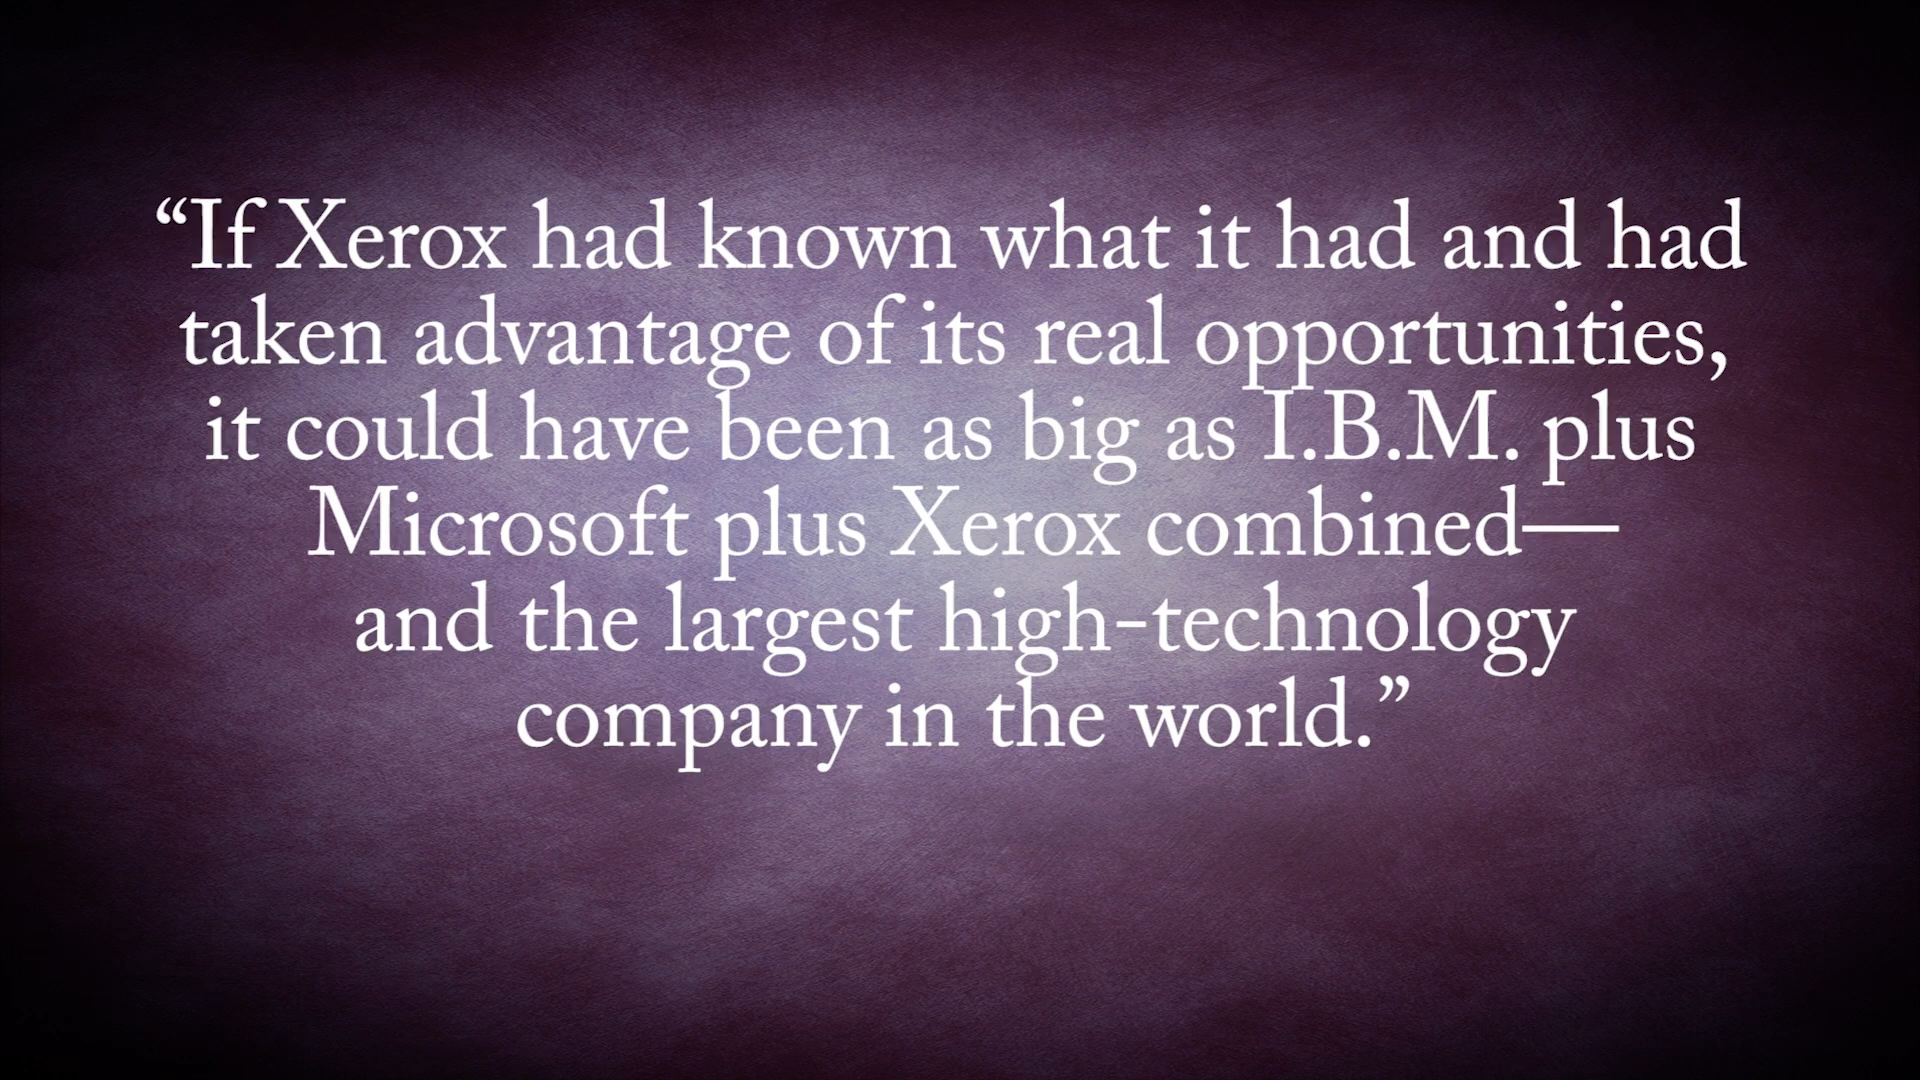 “If Xerox had known what it had and had
taken advantage of its real opportunities,
it could have been as big as I.B.M. plus
Microsoft plus Xerox combined—
and the largest high-technology
company in the world.”